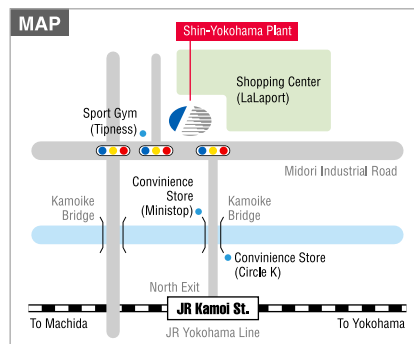 MAP
Shin-Yokohama Plant
Shopping Center
(LaLaport)
Sport Gym
(Tipness)
Midori Industrial Road
Convinience
Store
(Ministop)
Kamoike
Bridge
Kamoike
Bridge
Convinience Store
(Circle K)
North Exit
JR Kamoi St.
To Machida
To Yokohama
JR Yokohama Line